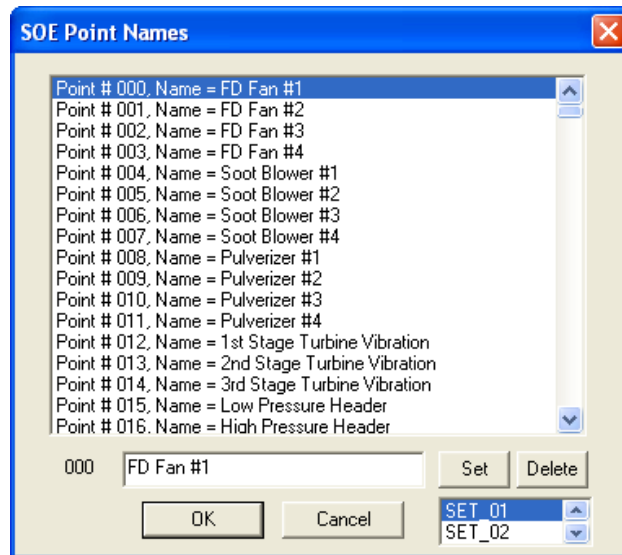 SOE Point Names
Point # 000, Name = FD Fan #1
Point # 001, Name = FD Fan #2
Point # 002, Name = FD Fan #3
Point # 003, Name = FD Fan #4
Point # 004, Name = Soot Blower #1
Point # 005, Name = Soot Blower #2
Point # 006, Name = Soot Blower #3
Point # 007, Name = Soot Blower #4
Point # 008, Name = Pulverizer #1
Point # 009, Name = Pulverizer #2
Point # 010, Name = Pulverizer #3
Point # 011, Name = Pulverizer #4
Point # 012, Name = 1st Stage Turbine Vibration
Point # 013, Name = 2nd Stage Turbine Vibration
Point # 014, Name = 3rd Stage Turbine Vibration
Point # 015, Name = Low Pressure Header
Point # 016, Name = High Pressure Header
000 FD Fan #1 Set Delete
OK Cancel SET_01
SET_02